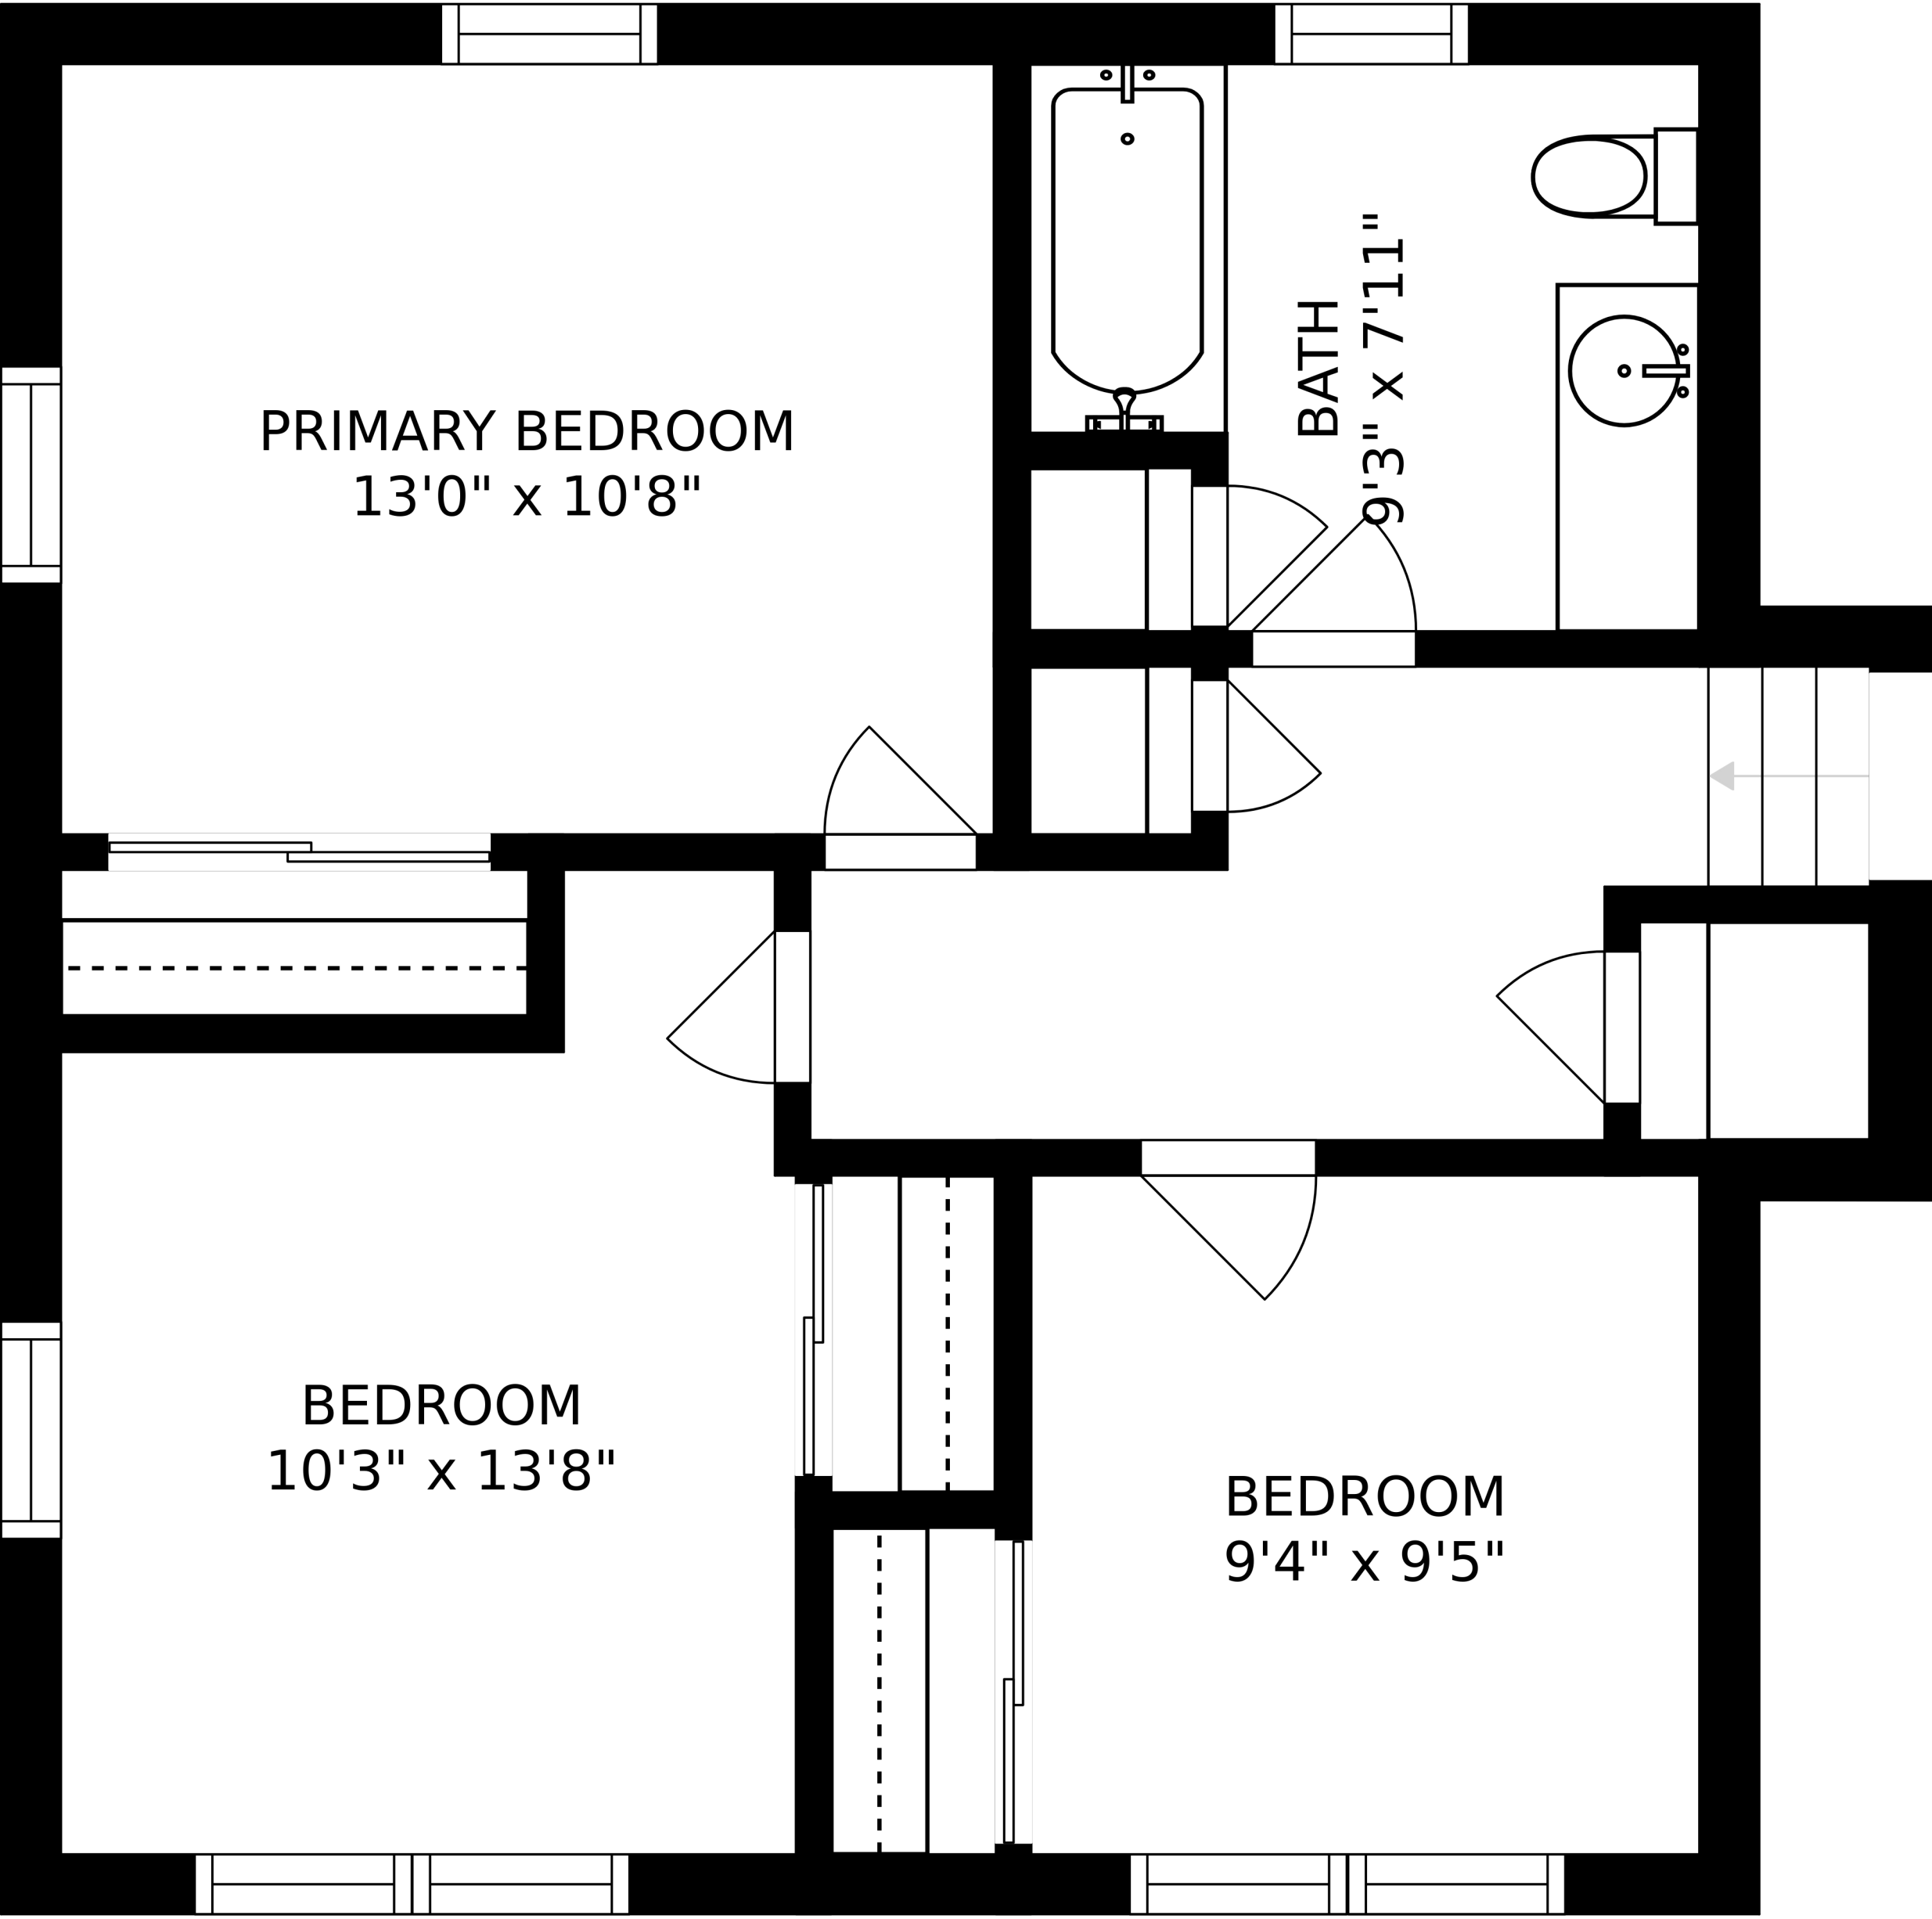 PRIMARY BEDROOM
13'0" x 10'8"
BATH
9'3" x 7'11"
BEDROOM
10'3" x 13'8"
BEDROOM
9'4" x 9'5"